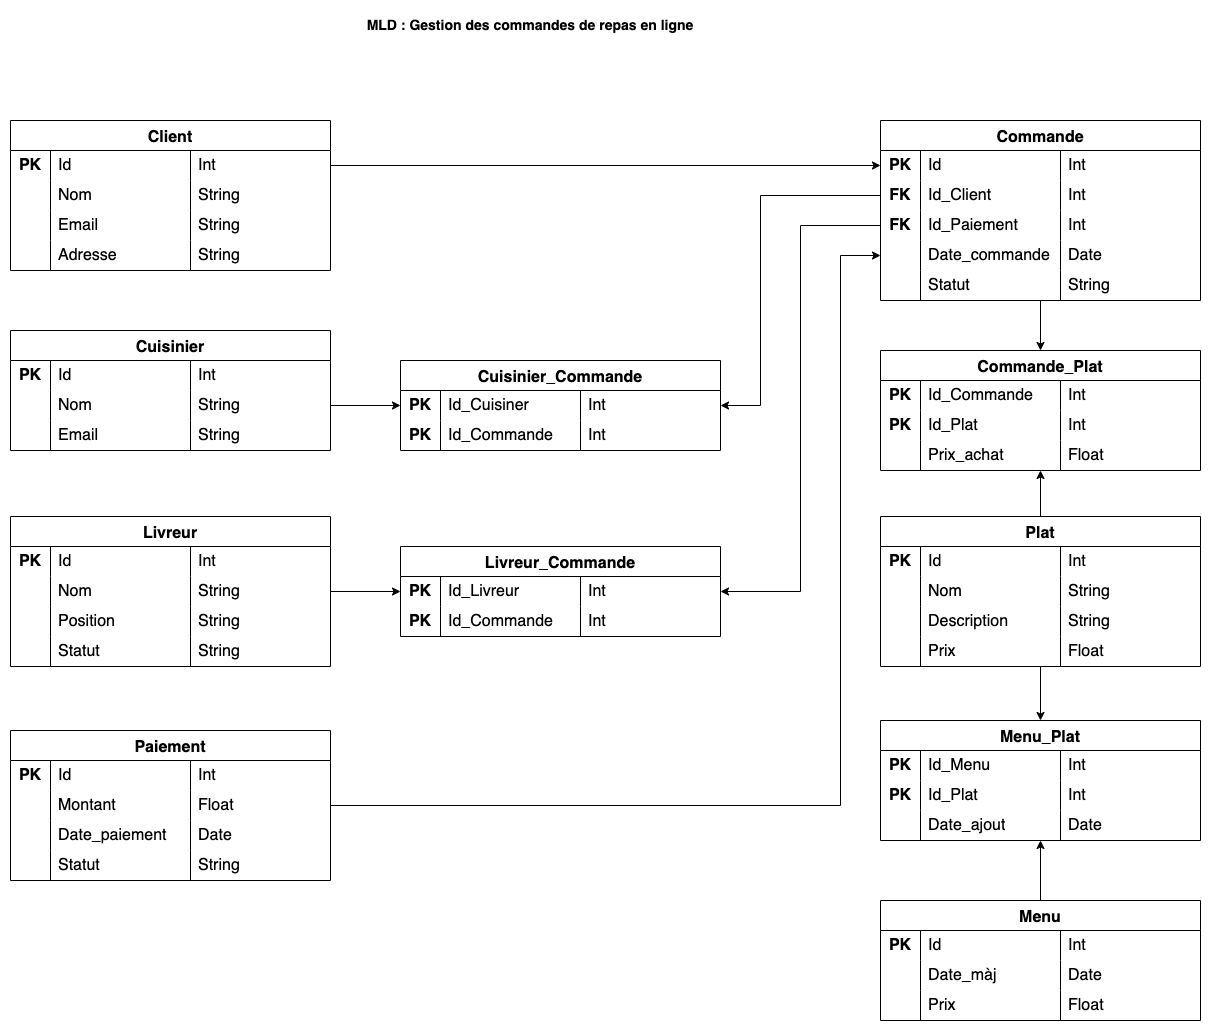 MLD : Gestion des commandes de repas en ligne
Client
PK Id Int
Nom String
Email String
Adresse String
Commande
PK Id Int
FK Id_Client Int
FK Id_Paiement Int
Date_commande Date
Statut String
Cuisinier
PK Id Int
Nom String
Email String
Cuisinier_Commande
PK Id_Cuisiner Int
PK Id_Commande Int
Commande_Plat
PK Id_Commande Int
PK Id_Plat Int
Prix_achat Float
Livreur
PK Id Int
Nom String
Position String
Statut String
Livreur_Commande
PK Id_Livreur Int
PK Id_Commande Int
Plat
PK Id Int
Nom String
Description String
Prix Float
Paiement
PK Id Int
Montant Float
Date_paiement Date
Statut String
Menu_Plat
PK Id_Menu Int
PK Id_Plat Int
Date_ajout Date
Menu
PK Id Int
Date_màj Date
Prix Float